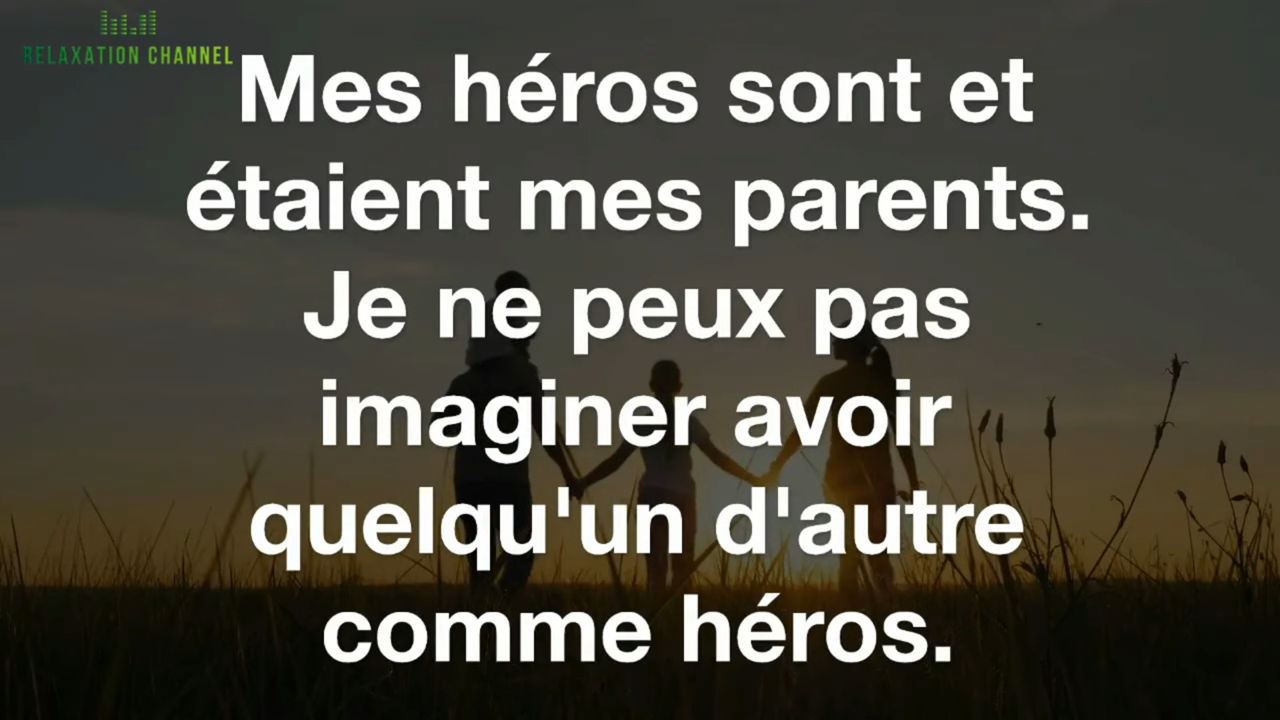 RELAXATION CHANNEL
Mes héros sont et
étaient mes parents.
Je ne peux pas
imaginer avoir
quelqu'un d'autre
comme héros.